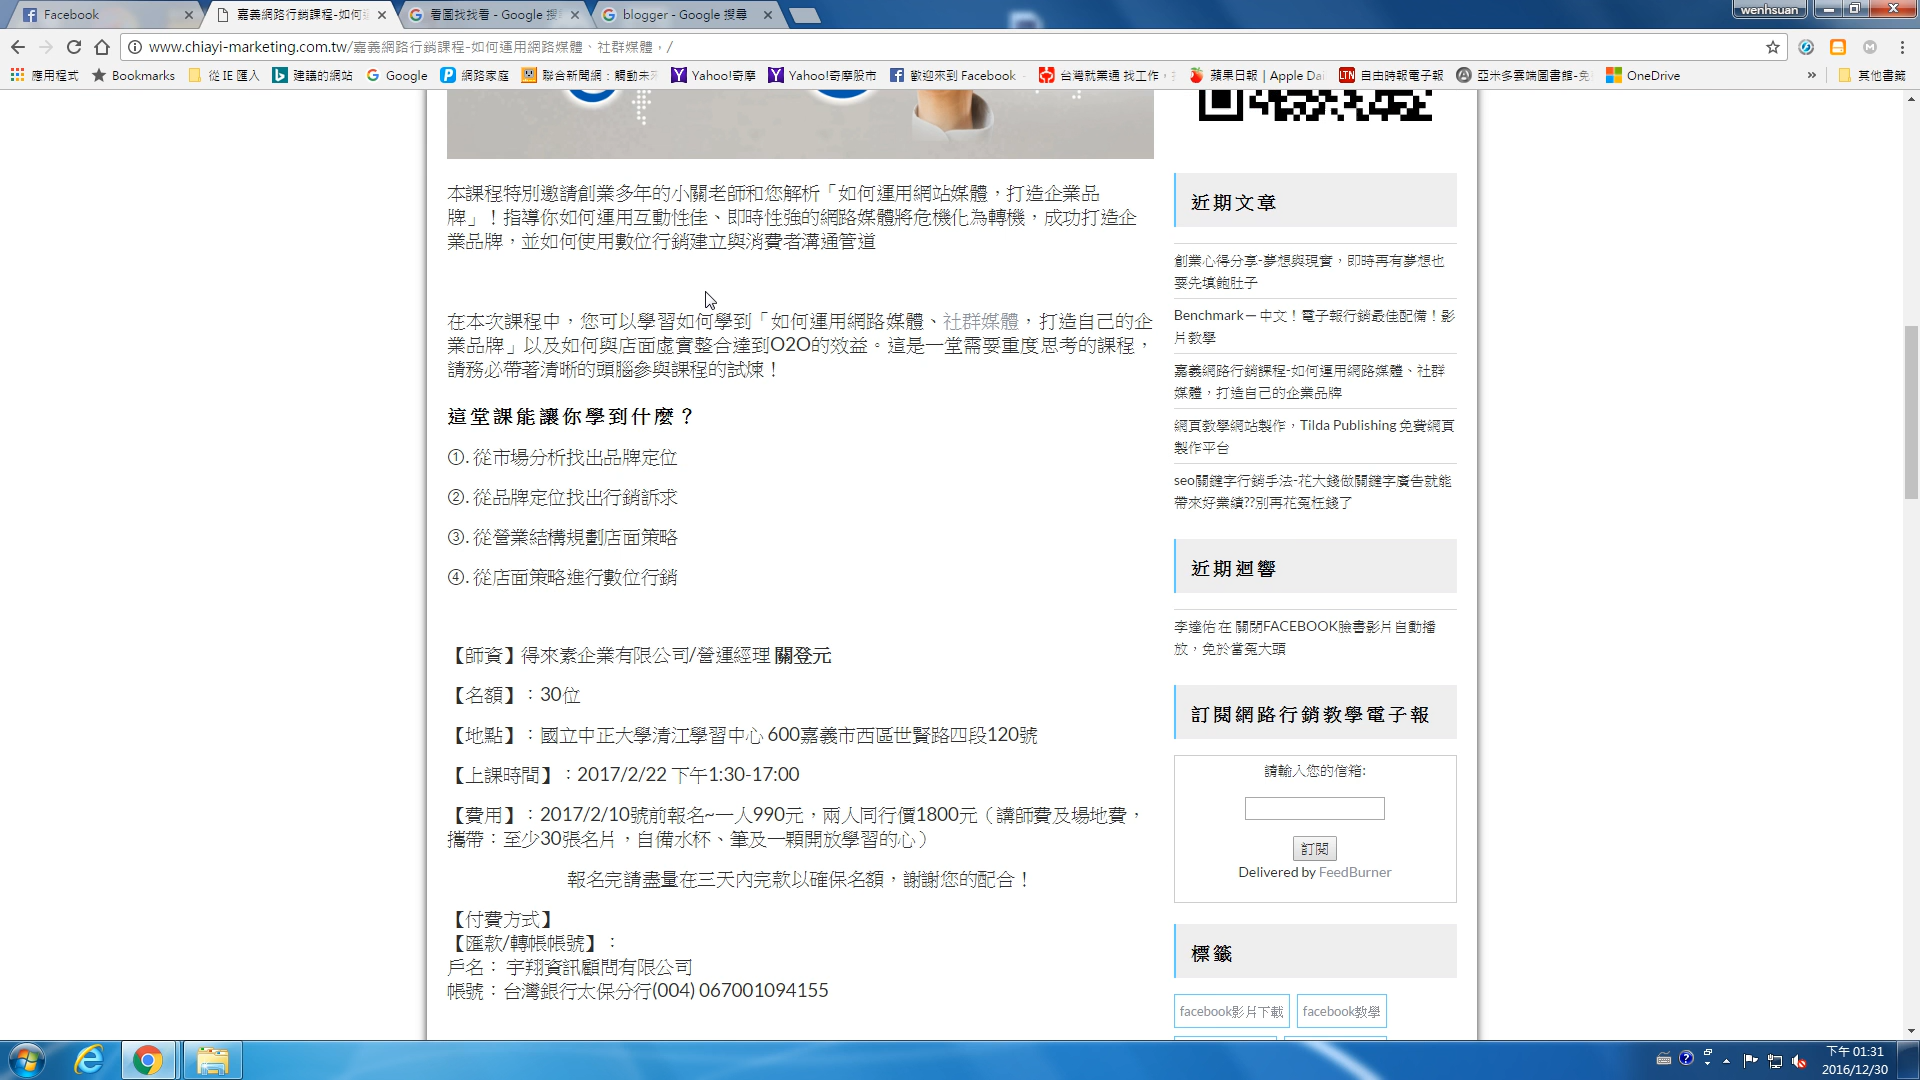 Facebook
嘉義網路行銷課程-如何運
看圖找找看 - Google 搜尋
blogger - Google 搜尋
wenhsuan
www.chiayi-marketing.com.tw/嘉義網路行銷課程-如何運用網路媒體、社群媒體，/
應用程式
Bookmarks
從 IE 匯入
建議的網站
Google
網路家庭
聯合新聞網：觸動未來
Yahoo!奇摩
Yahoo!奇摩股市
歡迎來到 Facebook
台灣就業通 找工作，
蘋果日報 | Apple Dai
自由時報電子報
亞米多雲端圖書館-免
OneDrive
»
其他書籤
本課程特別邀請創業多年的小關老師和您解析「如何運用網站媒體，打造企業品
牌」！指導你如何運用互動性佳、即時性強的網路媒體將危機化為轉機，成功打造企
業品牌，並如何使用數位行銷建立與消費者溝通管道
在本次課程中，您可以學習如何學到「如何運用網路媒體、社群媒體，打造自己的企
業品牌」以及如何與店面虛實整合達到O2O的效益。這是一堂需要重度思考的課程，
請務必帶著清晰的頭腦參與課程的試煉！
這堂課能讓你學到什麼？
①. 從市場分析找出品牌定位
②. 從品牌定位找出行銷訴求
③. 從營業結構規劃店面策略
④. 從店面策略進行數位行銷
【師資】得來素企業有限公司/營運經理 關登元
【名額】：30位
【地點】：國立中正大學清江學習中心 600嘉義市西區世賢路四段120號
【上課時間】：2017/2/22 下午1:30-17:00
【費用】：2017/2/10號前報名~一人990元，兩人同行價1800元（講師費及場地費，
攜帶：至少30張名片，自備水杯、筆及一顆開放學習的心）
報名完請盡量在三天內完款以確保名額，謝謝您的配合！
【付費方式】
【匯款/轉帳帳號】：
戶名： 宇翔資訊顧問有限公司
帳號：台灣銀行太保分行(004) 067001094155
近期文章
創業心得分享-夢想與現實，即時再有夢想也
要先填飽肚子
Benchmark－中文！電子報行銷最佳配備！影
片教學
嘉義網路行銷課程-如何運用網路媒體、社群
媒體，打造自己的企業品牌
網頁教學網站製作，Tilda Publishing 免費網頁
製作平台
seo關鍵字行銷手法-花大錢做關鍵字廣告就能
帶來好業績??別再花冤枉錢了
近期迴響
李達佑 在 關閉FACEBOOK臉書影片自動播
放，免於當冤大頭
訂閱網路行銷教學電子報
請輸入您的信箱:
訂閱
Delivered by FeedBurner
標籤
facebook影片下載
facebook教學
下午 01:31
2016/12/30